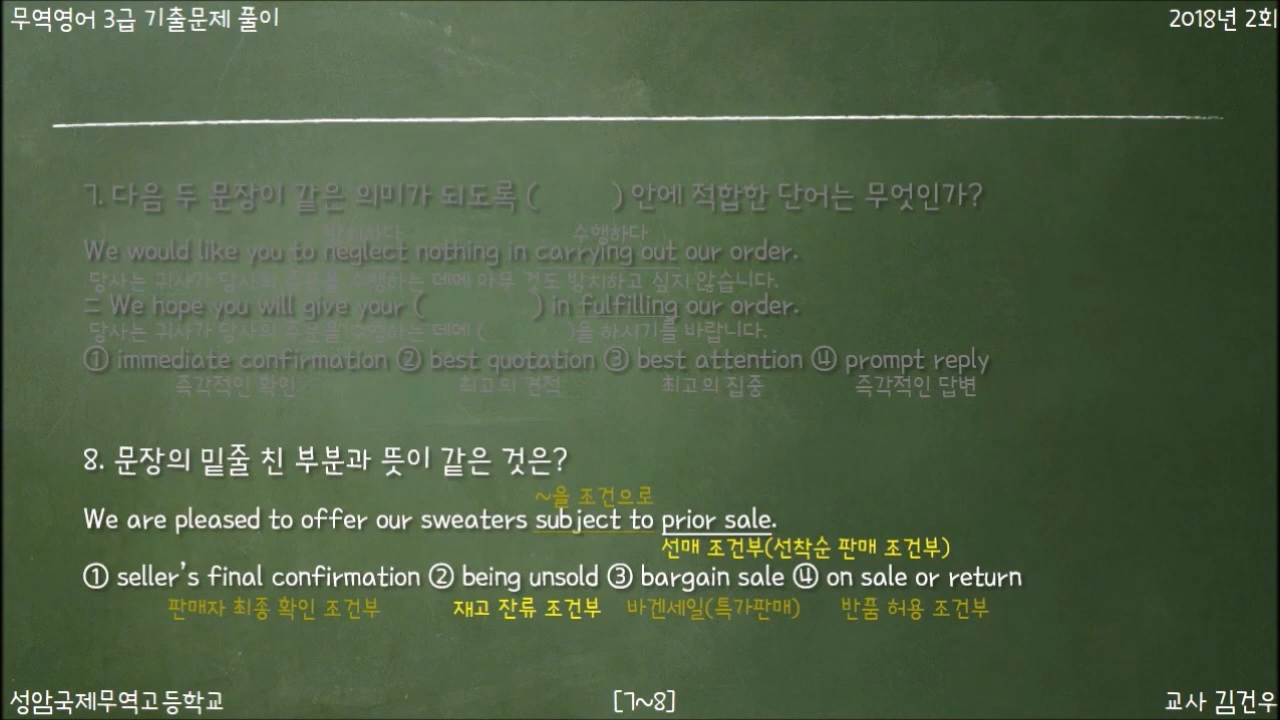 무역영어 3급 기출문제 풀이
2018년 2회
7. 다음 두 문장이 같은 의미가 되도록 ( ) 안에 적합한 단어는 무엇인가?
방치하다 수행하다
We would like you to neglect nothing in carrying out our order.
당사는 귀사가 당사의 주문을 수행하는 데에 아무 것도 방치하고 싶지 않습니다.
= We hope you will give your ( ) in fulfilling our order.
당사는 귀사가 당사의 주문을 수행하는 데에 ( )을 하시기를 바랍니다.
① immediate confirmation ② best quotation ③ best attention ④ prompt reply
즉각적인 확인 최고의 견적 최고의 집중 즉각적인 답변
8. 문장의 밑줄 친 부분과 뜻이 같은 것은?
~을 조건으로
We are pleased to offer our sweaters subject to prior sale.
선매 조건부(선착순 판매 조건부)
① seller's final confirmation ② being unsold ③ bargain sale ④ on sale or return
판매자 최종 확인 조건부 재고 잔류 조건부 바겐세일(특가판매) 반품 허용 조건부
성암국제무역고등학교
[7~8]
교사 김건우